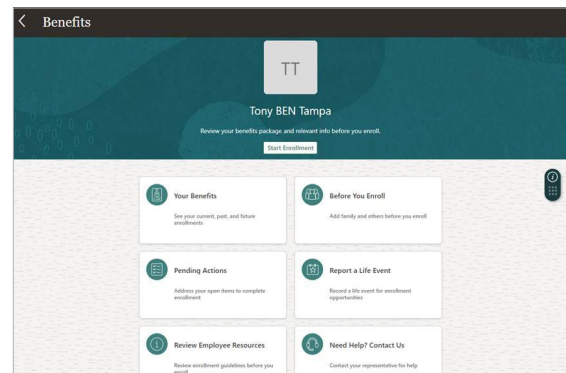 Benefits
TT
Tony BEN Tampa
Review your benefits package and relevant info before you enroll.
Start Enrollment
Your Benefits
See your current, past, and future
enrollments
Before You Enroll
Add family and others before you enroll
Pending Actions
Address your open items to complete
enrollment
Report a Life Event
Record a life event for enrollment
opportunities
Review Employee Resources
Review enrollment guidelines before you
enroll
Need Help? Contact Us
Contact your representative for help